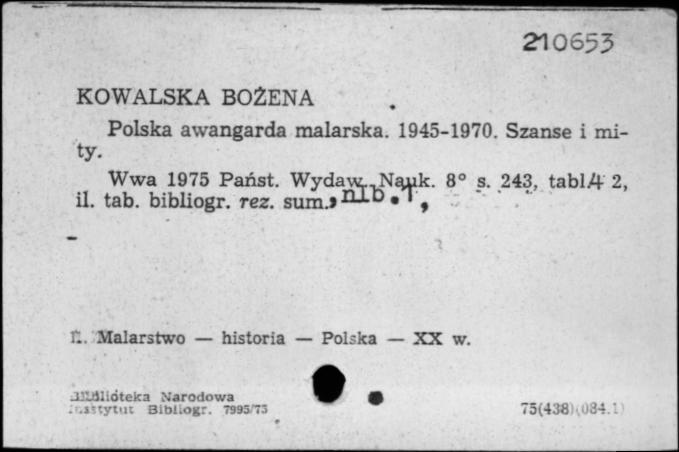 210653
KOWALSKA BOŻENA
Polska awangarda malarska. 1945-1970. Szanse i mi-
ty.
Wwa 1975 Państ. Wydaw. Nauk. 8° s. 243, tabl. 42,
il. tab. bibliogr. rez. sum., nlb. 1,
Malarstwo — historia — Polska — XX w.
Biblioteka Narodowa
Instytut Bibliogr. 7995/75
75(438)(084.1)